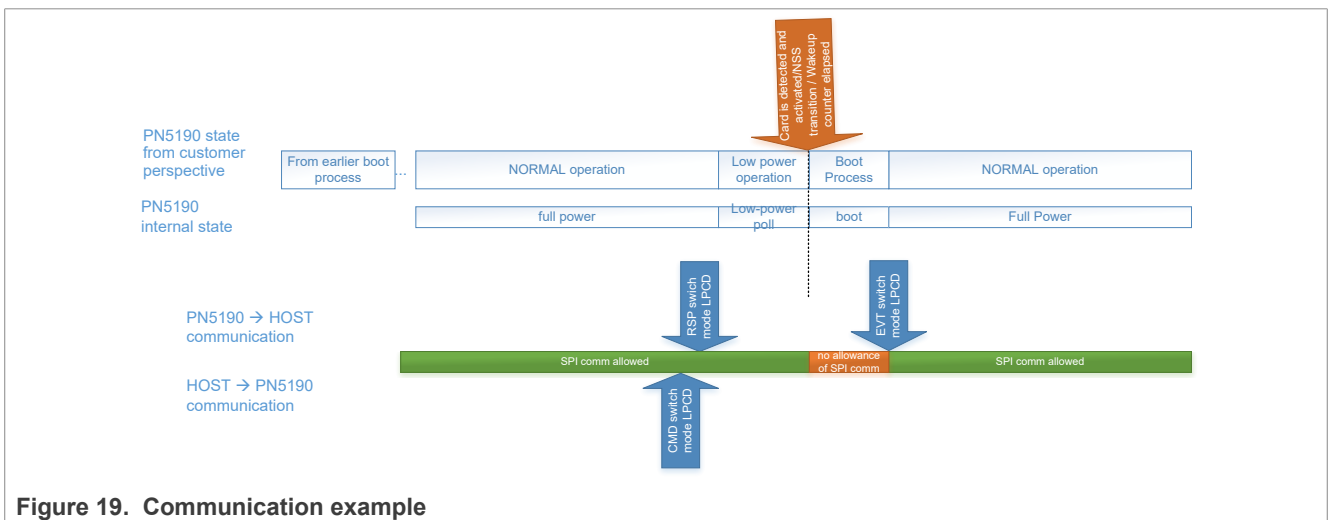 Card is detected and
activated/NSS
transition / Wakeup
counter elapsed
PN5190 state
from customer
perspective
From earlier boot
process
...
NORMAL operation
Low power
operation
Boot
Process
NORMAL operation
PN5190
internal state
full power
Low-power
poll
boot
Full Power
RSP swich
mode LPCD
EVT switch
mode LPCD
PN5190 → HOST
communication
SPI comm allowed
no allowance
of SPI comm
SPI comm allowed
HOST → PN5190
communication
CMD switch
mode LPCD
Figure 19. Communication example